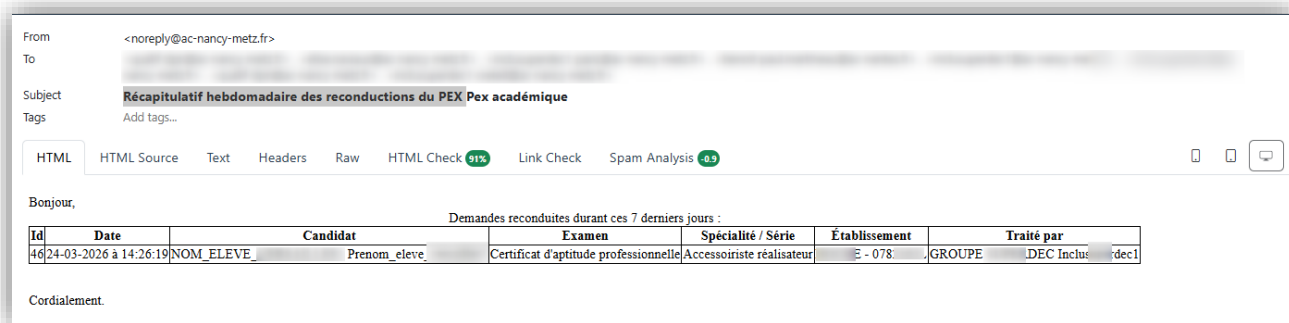 From <noreply@ac-nancy-metz.fr>
To
Subject Récapitulatif hebdomadaire des reconductions du PEX Pex académique
Tags Add tags...
HTML HTML Source Text Headers Raw HTML Check 91% Link Check Spam Analysis -0.9
Bonjour,
Demandes reconduites durant ces 7 derniers jours :
Id Date Candidat Examen Spécialité / Série Établissement Traité par
46 24-03-2026 à 14:26:19 NOM_ELEVE_ Prenom_eleve_ Certificat d'aptitude professionnelle Accessoiriste réalisateur E - 078 GROUPE DEC Inclus rdec1
Cordialement.